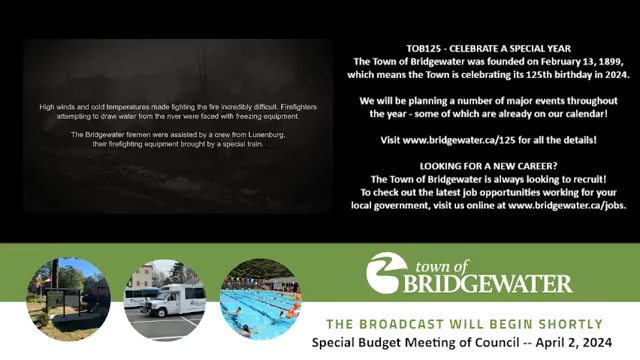 High winds and cold temperatures made fighting the fire incredibly difficult. Firefighters
attempting to draw water from the river were faced with freezing equipment.
The Bridgewater firemen were assisted by a crew from Lunenburg,
their firefighting equipment brought by a special train.
TOB125 - CELEBRATE A SPECIAL YEAR
The Town of Bridgewater was founded on February 13, 1899,
which means the Town is celebrating its 125th birthday in 2024.
We will be planning a number of major events throughout
the year - some of which are already on our calendar!
Visit www.bridgewater.ca/125 for all the details!
LOOKING FOR A NEW CAREER?
The Town of Bridgewater is always looking to recruit!
To check out the latest job opportunities working for your
local government, visit us online at www.bridgewater.ca/jobs.
town of
BRIDGEWATER
THE BROADCAST WILL BEGIN SHORTLY
Special Budget Meeting of Council -- April 2, 2024